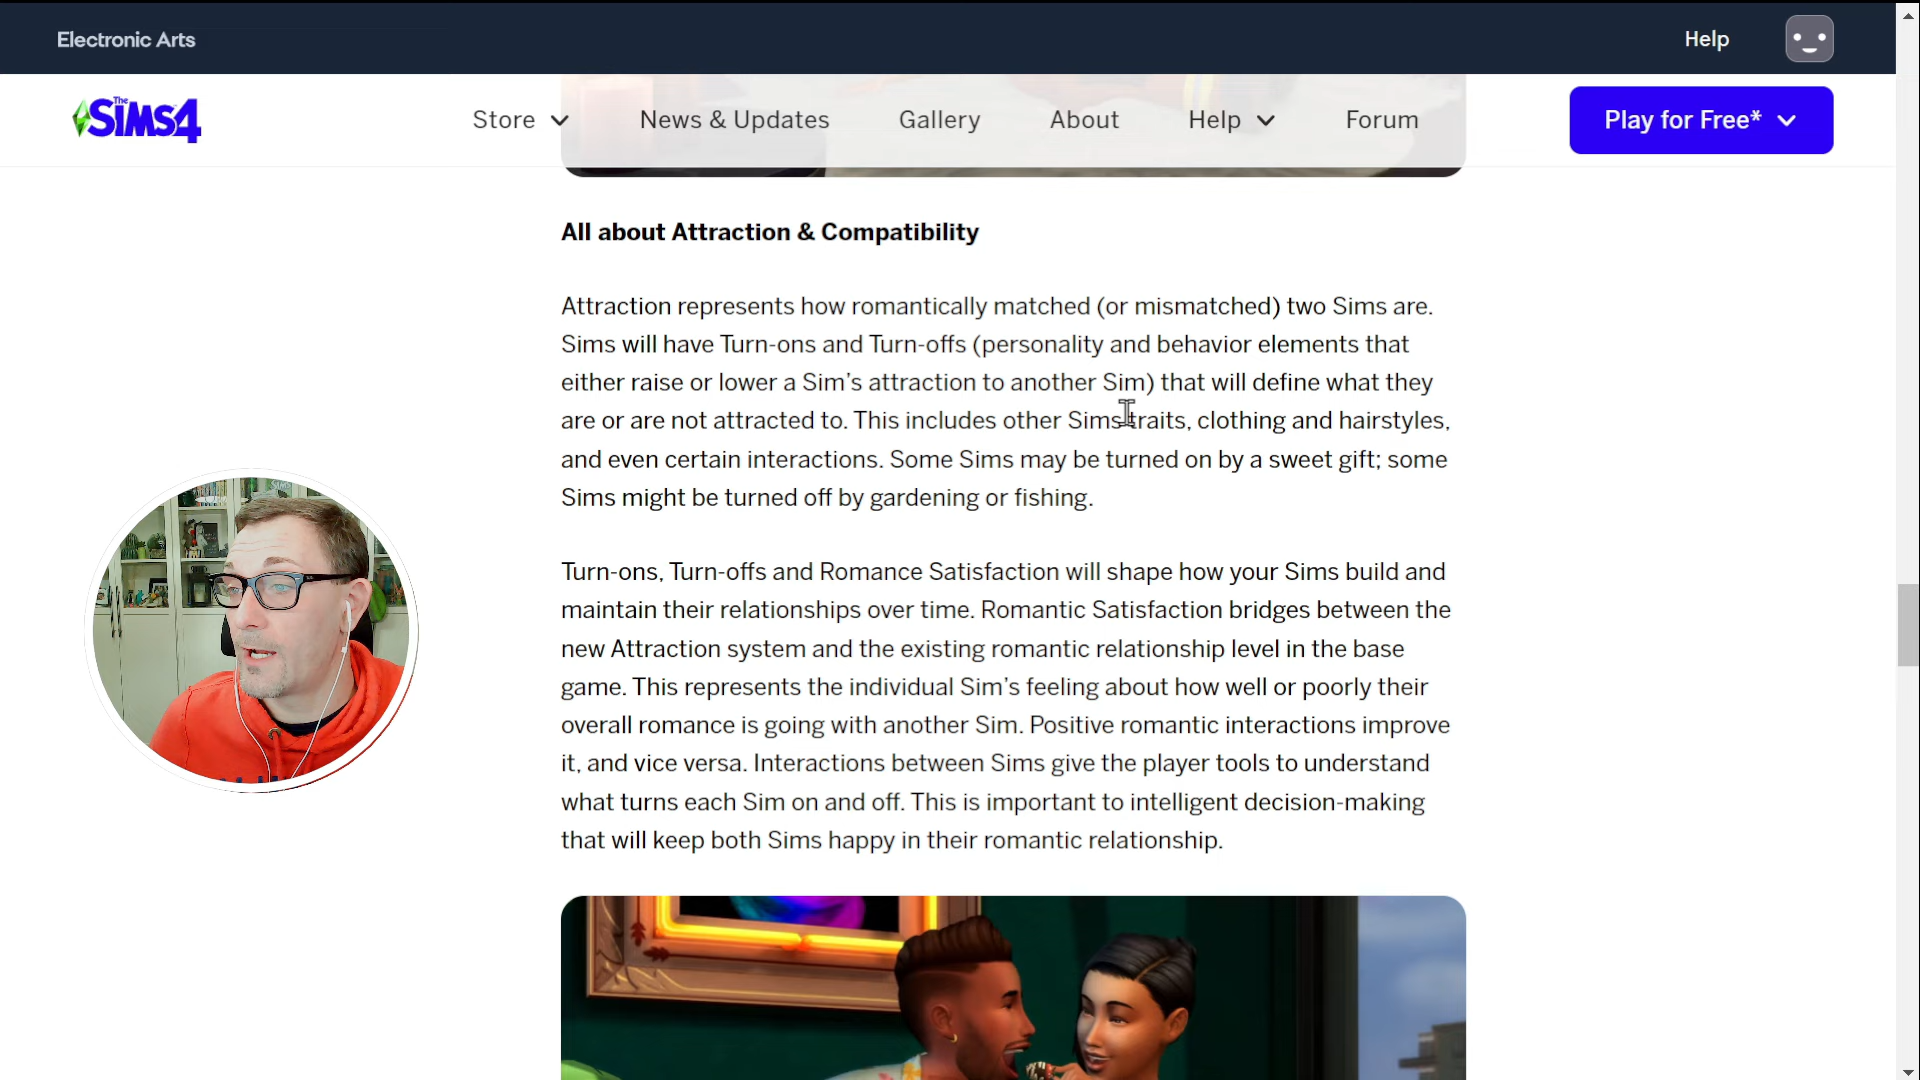 Electronic Arts
Help
The
SiMS4
Store
News & Updates
Gallery
About
Help
Forum
Play for Free*
All about Attraction & Compatibility
Attraction represents how romantically matched (or mismatched) two Sims are.
Sims will have Turn-ons and Turn-offs (personality and behavior elements that
either raise or lower a Sim’s attraction to another Sim) that will define what they
are or are not attracted to. This includes other Sims traits, clothing and hairstyles,
and even certain interactions. Some Sims may be turned on by a sweet gift; some
Sims might be turned off by gardening or fishing.
Turn-ons, Turn-offs and Romance Satisfaction will shape how your Sims build and
maintain their relationships over time. Romantic Satisfaction bridges between the
new Attraction system and the existing romantic relationship level in the base
game. This represents the individual Sim’s feeling about how well or poorly their
overall romance is going with another Sim. Positive romantic interactions improve
it, and vice versa. Interactions between Sims give the player tools to understand
what turns each Sim on and off. This is important to intelligent decision-making
that will keep both Sims happy in their romantic relationship.